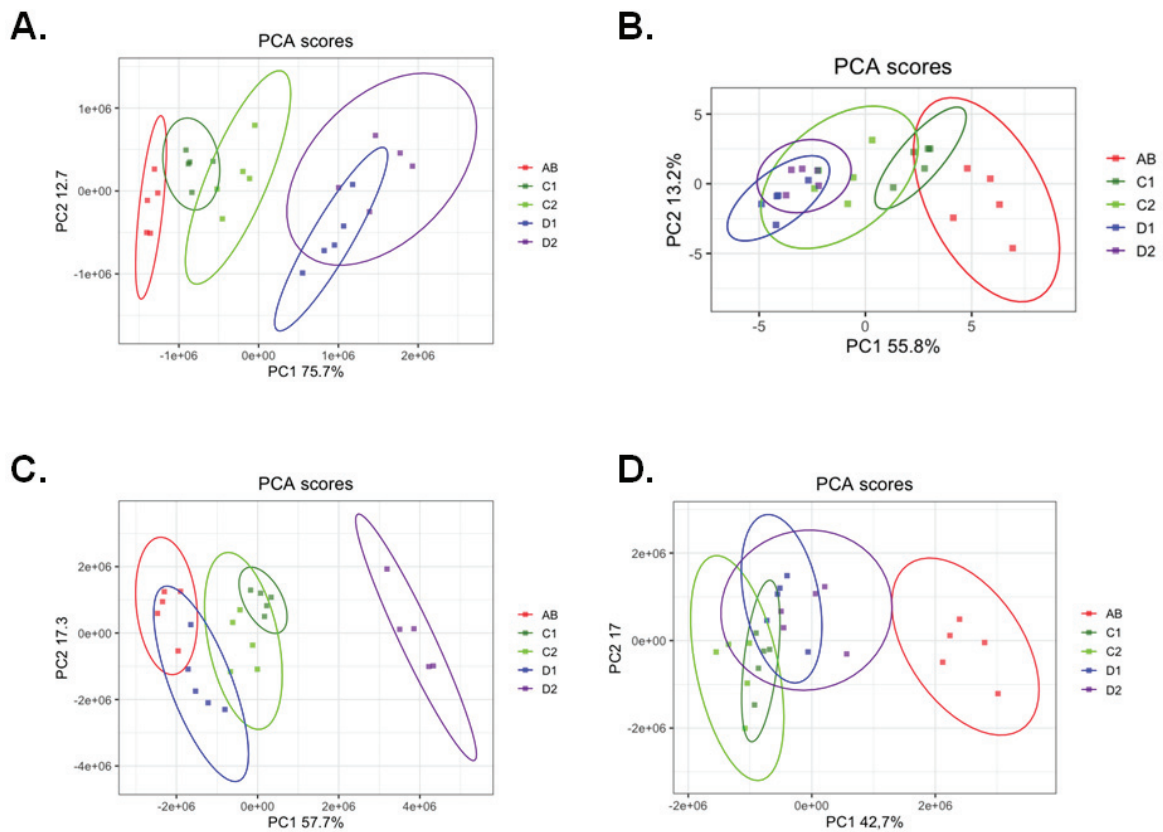 A.
PCA scores
1e+06
0e+00
-1e+06
PC2 12.7
-1e+06 0e+00 1e+06 2e+06
PC1 75.7%
AB
C1
C2
D1
D2
B.
PCA scores
5
0
-5
PC2 13.2%
-5 0 5
PC1 55.8%
AB
C1
C2
D1
D2
C.
PCA scores
2e+06
0e+00
-2e+06
-4e+06
PC2 17.3
-2e+06 0e+00 2e+06 4e+06
PC1 57.7%
AB
C1
C2
D1
D2
D.
PCA scores
2e+06
0e+00
-2e+06
PC2 17
-2e+06 0e+00 2e+06
PC1 42,7%
AB
C1
C2
D1
D2